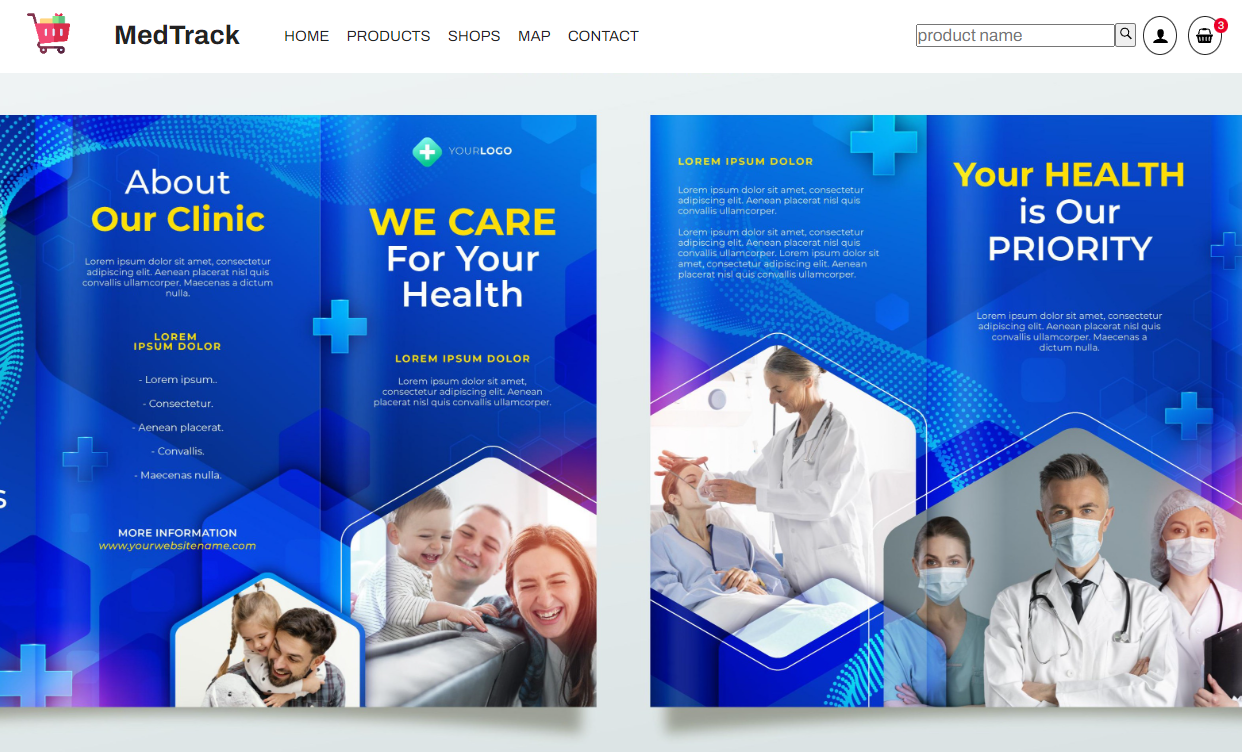 MedTrack
HOME PRODUCTS SHOPS MAP CONTACT
product name
3
About
Our Clinic
Lorem ipsum dolor sit amet, consectetur
adipiscing elit. Aenean placerat nisl quis
convallis ullamcorper. Maecenas a dictum
nulla.
LOREM
IPSUM DOLOR
- Lorem ipsum..
- Consectetur.
- Aenean placerat.
- Convallis.
- Maecenas nulla.
S
MORE INFORMATION
www.yourwebsitename.com
YOURLOGO
WE CARE
For Your
Health
LOREM IPSUM DOLOR
Lorem ipsum dolor sit amet,
consectetur adipiscing elit. Aenean
placerat nisl quis convallis ullamcorper.
LOREM IPSUM DOLOR
Lorem ipsum dolor sit amet, consectetur
adipiscing elit. Aenean placerat nisl quis
convallis ullamcorper.
Lorem ipsum dolor sit amet, consectetur
adipiscing elit. Aenean placerat nisl quis
convallis ullamcorper. Lorem ipsum dolor sit
amet, consectetur adipiscing elit. Aenean
placerat nisl quis convallis ullamcorper.
Your HEALTH
is Our
PRIORITY
Lorem ipsum dolor sit amet, consectetur
adipiscing elit. Aenean placerat nisl quis
convallis ullamcorper. Maecenas a
dictum nulla.